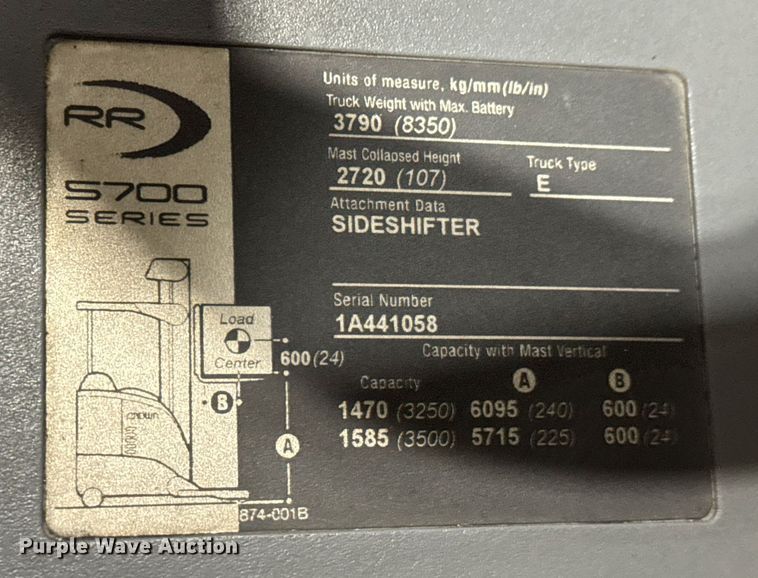 RR
5700
SERIES
Units of measure, kg/mm (lb/in)
Truck Weight with Max. Battery
3790 (8350)
Mast Collapsed Height
2720 (107)
Truck Type
E
Attachment Data
SIDESHIFTER
Serial Number
1A441058
Capacity with Mast Vertical
Capacity A B
1470 (3250) 6095 (240) 600 (24)
1585 (3500) 5715 (225) 600 (24)
Load
Center
600 (24)
B
A
CROWN
874-001B
Purple Wave Auction